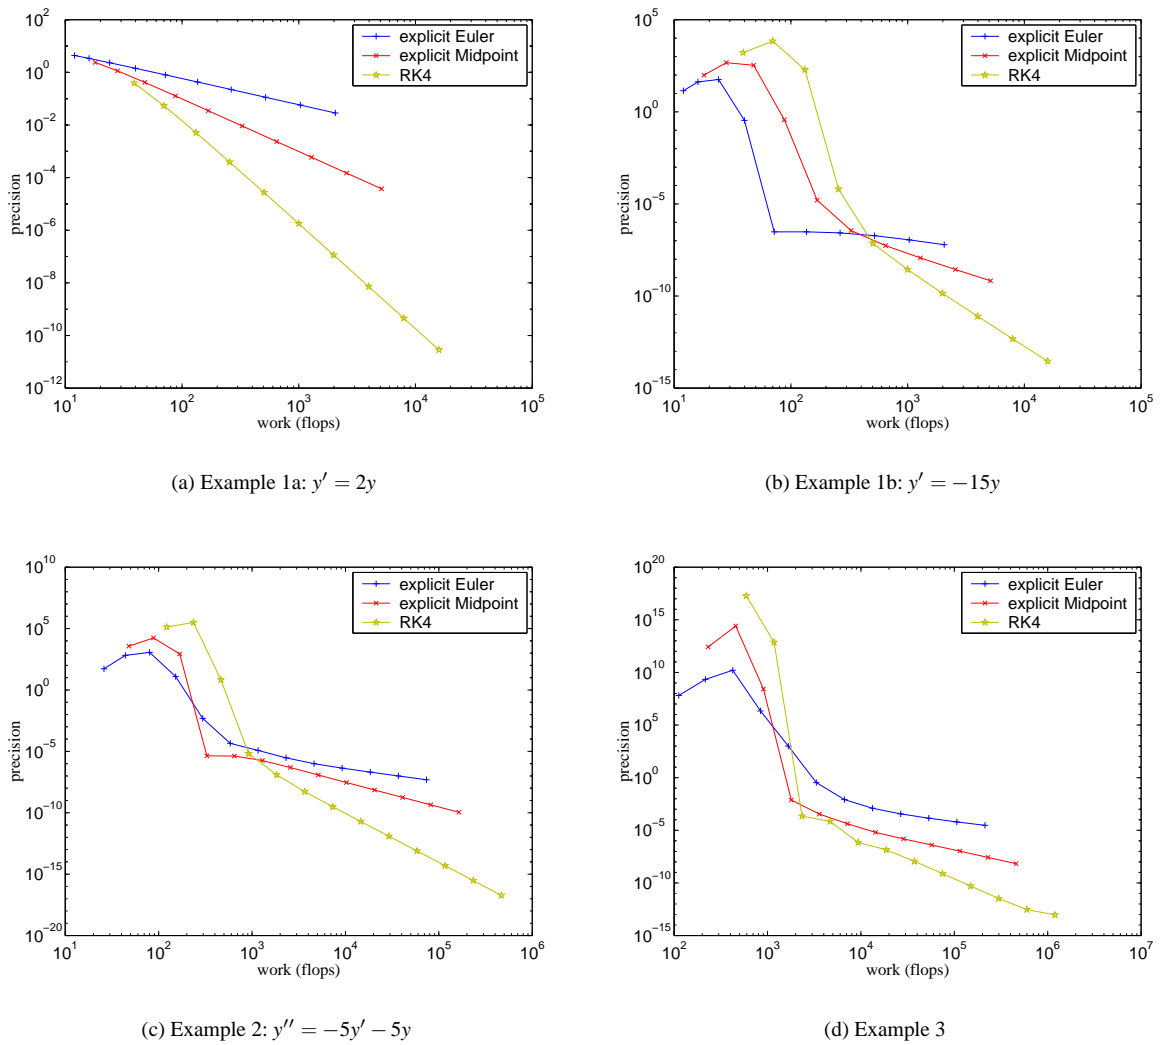 10^2
10^0
10^-2
10^-4
10^-6
10^-8
10^-10
10^-12
precision
10^1
10^2
10^3
10^4
10^5
work (flops)
explicit Euler
explicit Midpoint
RK4
(a) Example 1a: y′ = 2y
10^5
10^0
10^-5
10^-10
10^-15
precision
10^1
10^2
10^3
10^4
10^5
work (flops)
explicit Euler
explicit Midpoint
RK4
(b) Example 1b: y′ = −15y
10^10
10^5
10^0
10^-5
10^-10
10^-15
10^-20
precision
10^1
10^2
10^3
10^4
10^5
10^6
work (flops)
explicit Euler
explicit Midpoint
RK4
(c) Example 2: y′′ = −5y′ − 5y
10^20
10^15
10^10
10^5
10^0
10^-5
10^-10
10^-15
precision
10^2
10^3
10^4
10^5
10^6
10^7
work (flops)
explicit Euler
explicit Midpoint
RK4
(d) Example 3